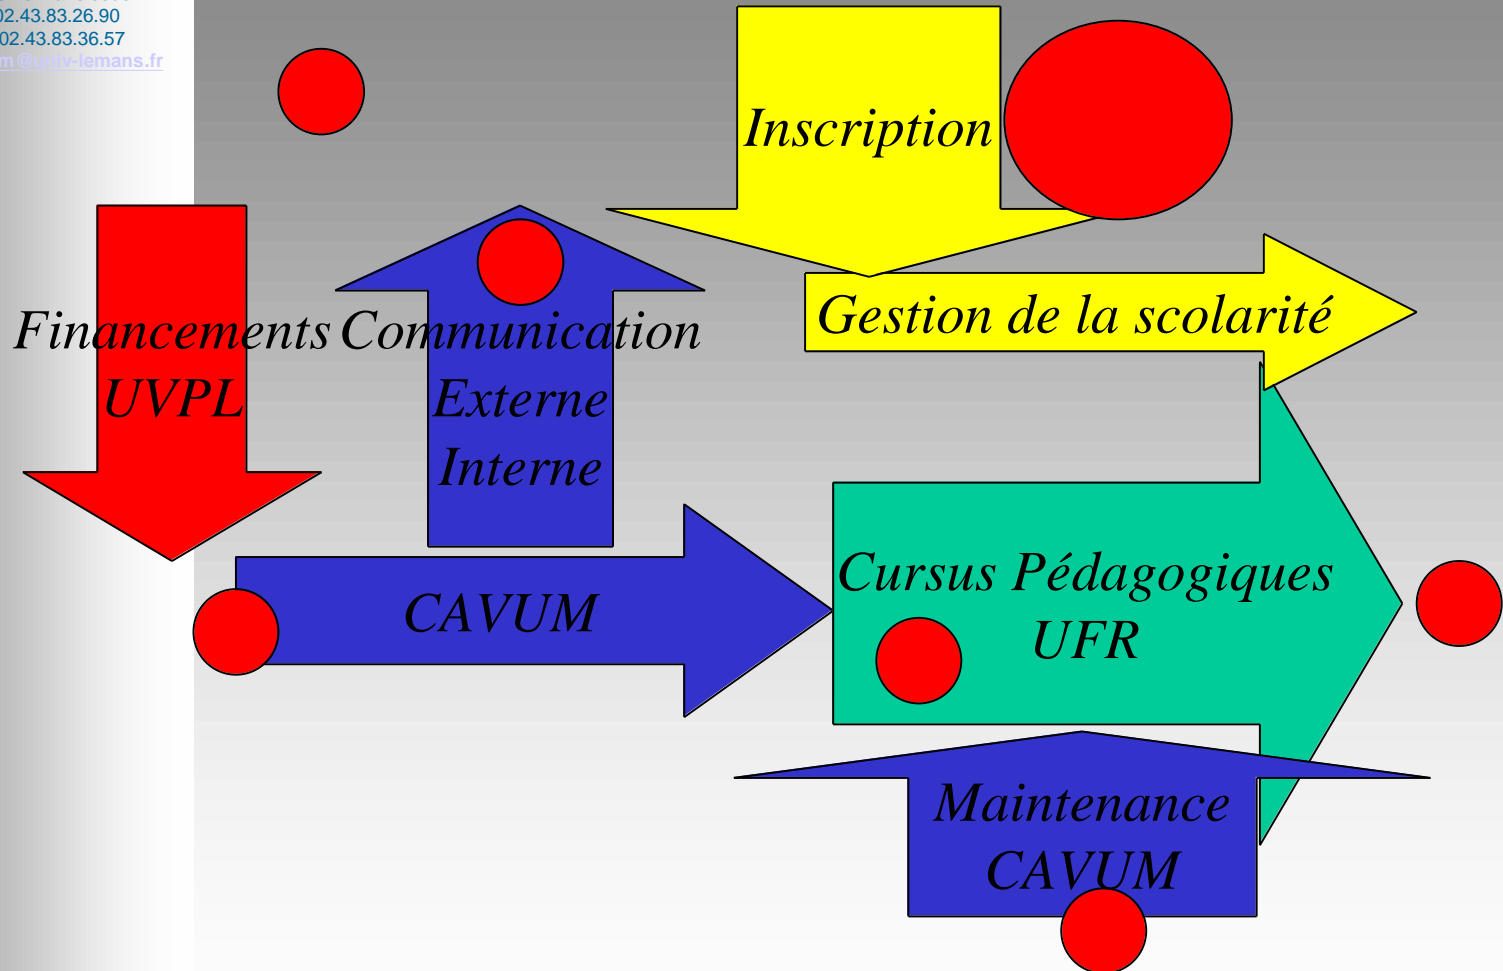 02.43.83.26.90
02.43.83.36.57
Inscription
Gestion de la scolarité
Financements
UVPL
Communication
Externe
Interne
CAVUM
Cursus Pédagogiques
UFR
Maintenance
CAVUM